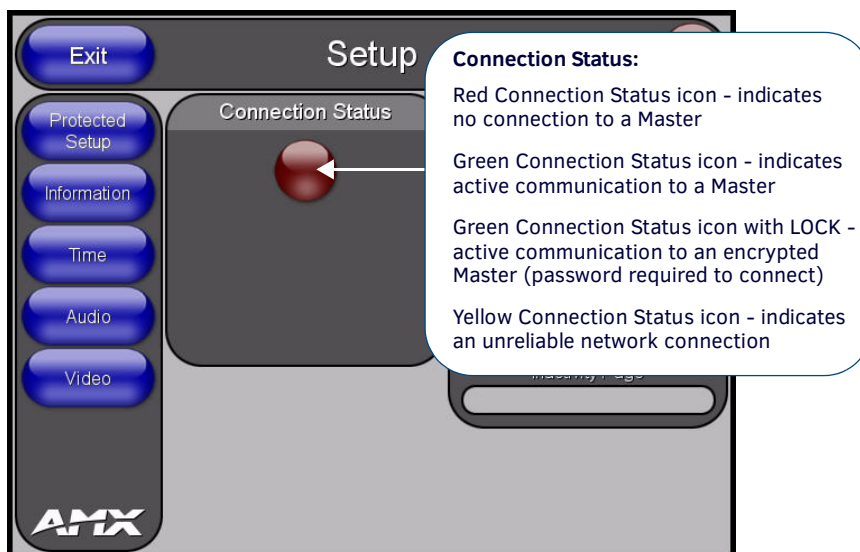 Exit
Setup
Connection Status:
Red Connection Status icon - indicates
no connection to a Master
Green Connection Status icon - indicates
active communication to a Master
Green Connection Status icon with LOCK -
active communication to an encrypted
Master (password required to connect)
Yellow Connection Status icon - indicates
an unreliable network connection
Protected
Setup
Information
Time
Audio
Video
Connection Status
Inactivity Page
AMX